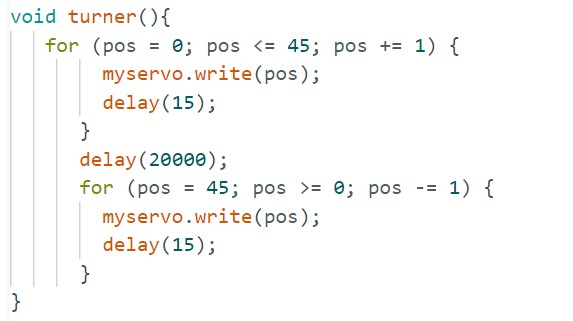 void turner(){
for (pos = 0; pos <= 45; pos += 1) {
myservo.write(pos);
delay(15);
}
delay(20000);
for (pos = 45; pos >= 0; pos -= 1) {
myservo.write(pos);
delay(15);
}
}